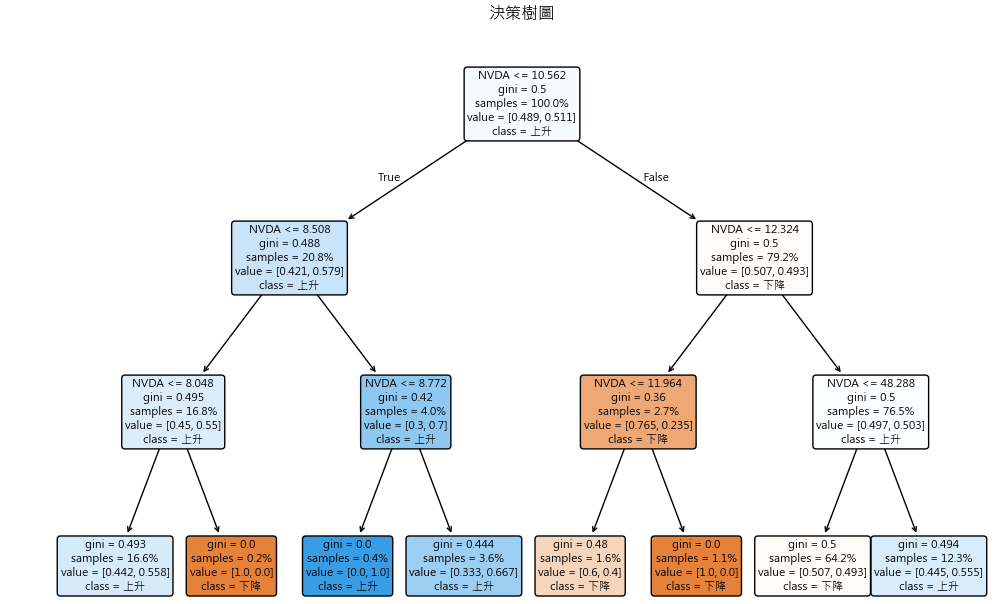 決策樹圖
NVDA <= 10.562
gini = 0.5
samples = 100.0%
value = [0.489, 0.511]
class = 上升
True
False
NVDA <= 8.508
gini = 0.488
samples = 20.8%
value = [0.421, 0.579]
class = 上升
NVDA <= 12.324
gini = 0.5
samples = 79.2%
value = [0.507, 0.493]
class = 下降
NVDA <= 8.048
gini = 0.495
samples = 16.8%
value = [0.45, 0.55]
class = 上升
NVDA <= 8.772
gini = 0.42
samples = 4.0%
value = [0.3, 0.7]
class = 上升
NVDA <= 11.964
gini = 0.36
samples = 2.7%
value = [0.765, 0.235]
class = 下降
NVDA <= 48.288
gini = 0.5
samples = 76.5%
value = [0.497, 0.503]
class = 上升
gini = 0.493
samples = 16.6%
value = [0.442, 0.558]
class = 上升
gini = 0.0
samples = 0.2%
value = [1.0, 0.0]
class = 下降
gini = 0.0
samples = 0.4%
value = [0.0, 1.0]
class = 上升
gini = 0.444
samples = 3.6%
value = [0.333, 0.667]
class = 上升
gini = 0.48
samples = 1.6%
value = [0.6, 0.4]
class = 下降
gini = 0.0
samples = 1.1%
value = [1.0, 0.0]
class = 下降
gini = 0.5
samples = 64.2%
value = [0.507, 0.493]
class = 下降
gini = 0.494
samples = 12.3%
value = [0.445, 0.555]
class = 上升